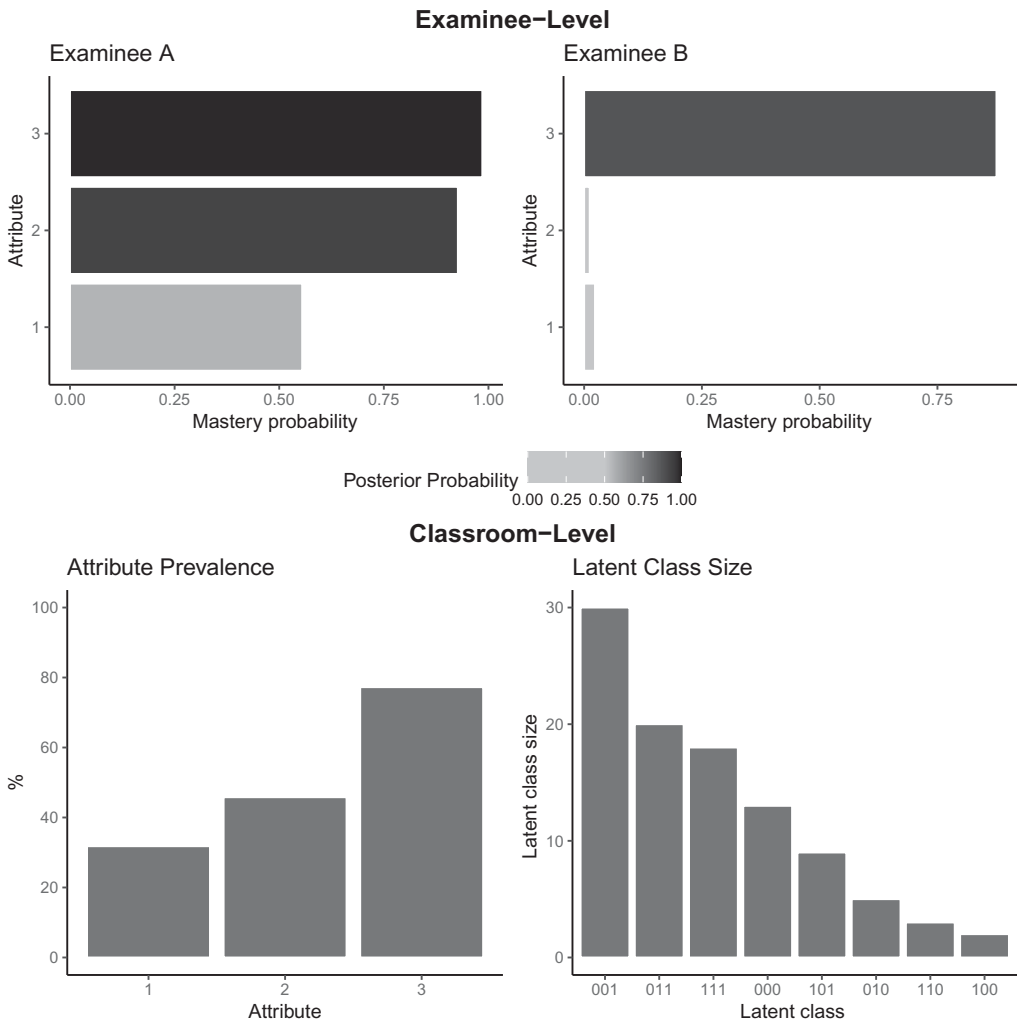 Examinee−Level
Examinee A
Examinee B
Attribute
3
2
1
0.00 0.25 0.50 0.75 1.00
Mastery probability
Attribute
3
2
1
0.00 0.25 0.50 0.75
Mastery probability
Posterior Probability
0.00 0.25 0.50 0.75 1.00
Classroom−Level
Attribute Prevalence
Latent Class Size
%
100
80
60
40
20
0
1 2 3
Attribute
Latent class size
30
20
10
0
001 011 111 000 101 010 110 100
Latent class